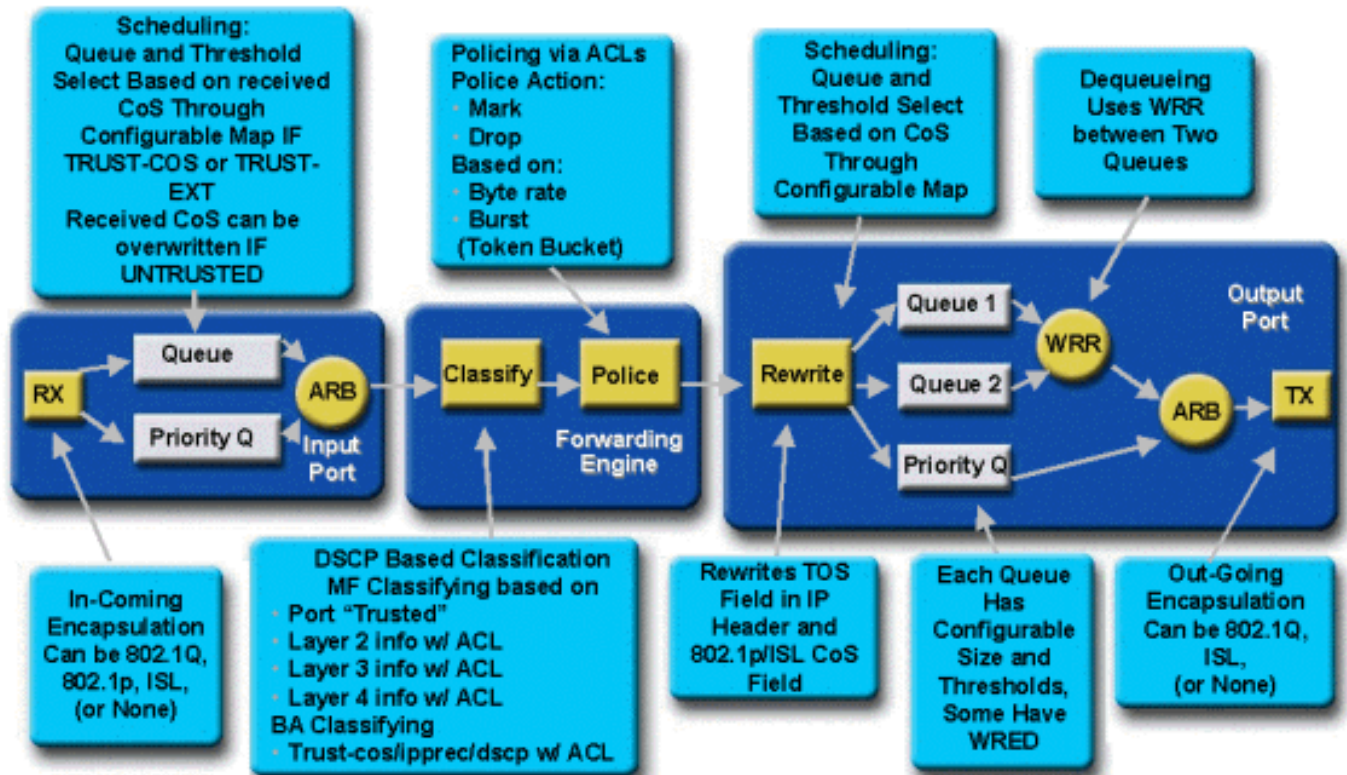 Scheduling:
Queue and Threshold
Select Based on received
CoS Through
Configurable Map IF
TRUST-COS or TRUST-
EXT
Received CoS can be
overwritten IF
UNTRUSTED
Policing via ACLs
Police Action:
· Mark
· Drop
Based on:
· Byte rate
· Burst
(Token Bucket)
Scheduling:
Queue and
Threshold Select
Based on CoS
Through
Configurable Map
Dequeueing
Uses WRR
between Two
Queues
RX
Queue
Priority Q
ARB
Input
Port
Classify
Police
Forwarding
Engine
Rewrite
Queue 1
Queue 2
Priority Q
WRR
ARB
TX
Output
Port
In-Coming
Encapsulation
Can be 802.1Q,
802.1p, ISL,
(or None)
DSCP Based Classification
MF Classifying based on
· Port “Trusted”
· Layer 2 info w/ ACL
· Layer 3 info w/ ACL
· Layer 4 info w/ ACL
BA Classifying
· Trust-cos/ipprec/dscp w/ ACL
Rewrites TOS
Field in IP
Header and
802.1p/ISL CoS
Field
Each Queue
Has
Configurable
Size and
Thresholds,
Some Have
WRED
Out-Going
Encapsulation
Can be 802.1Q,
ISL,
(or None)